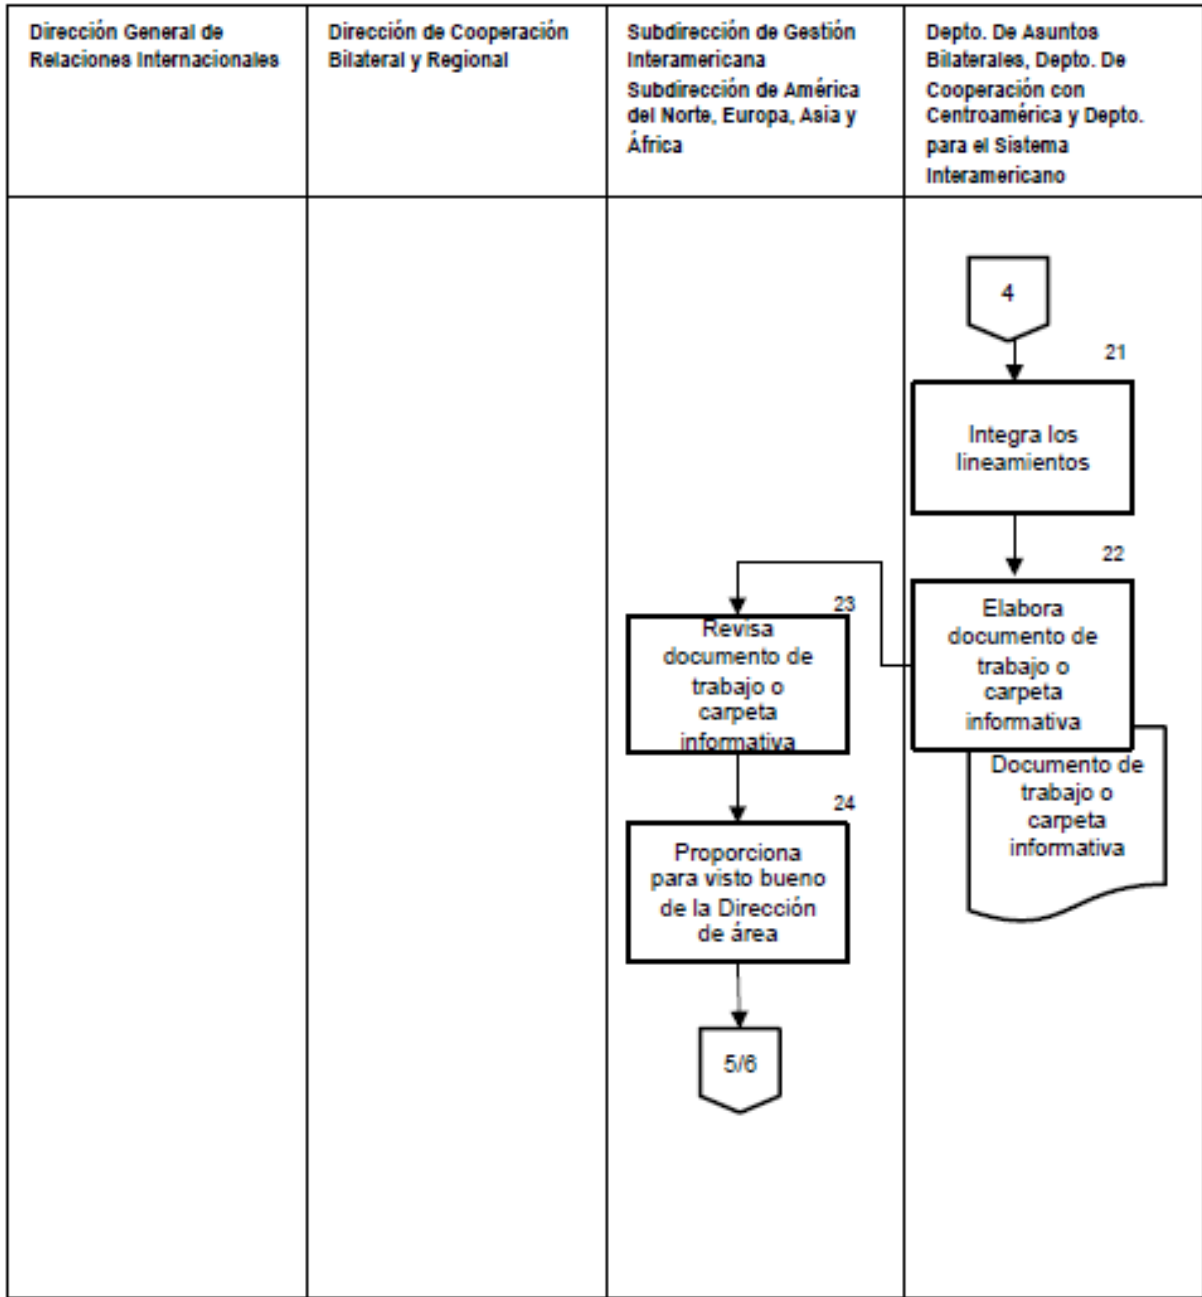 Dirección General de
Relaciones Internacionales
Dirección de Cooperación
Bilateral y Regional
Subdirección de Gestión
Interamericana
Subdirección de América
del Norte, Europa, Asia y
África
Depto. De Asuntos
Bilaterales, Depto. De
Cooperación con
Centroamérica y Depto.
para el Sistema
Interamericano
4
21
Integra los
lineamientos
22
Elabora
documento de
trabajo o
carpeta
informativa
Documento de
trabajo o
carpeta
informativa
23
Revisa
documento de
trabajo o
carpeta
informativa
24
Proporciona
para visto bueno
de la Dirección
de área
5/6